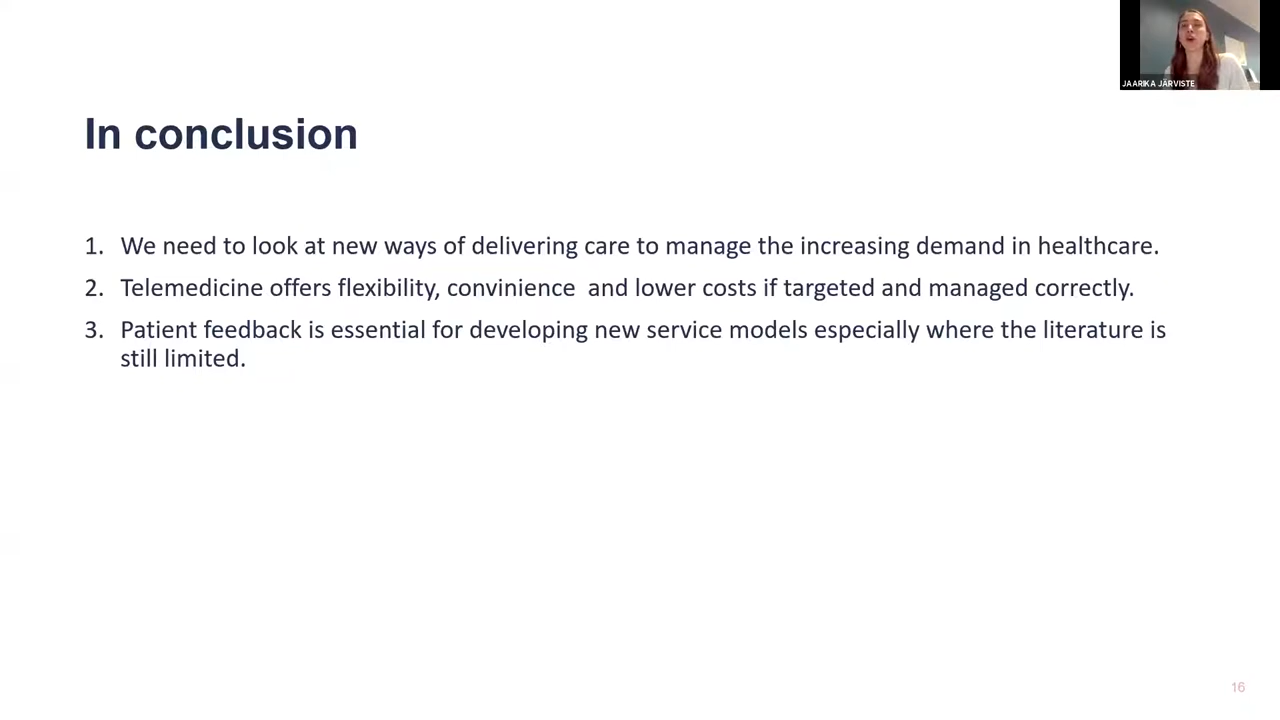 JAARIKA JÄRVISTE
In conclusion
1. We need to look at new ways of delivering care to manage the increasing demand in healthcare.
2. Telemedicine offers flexibility, convinience  and lower costs if targeted and managed correctly.
3. Patient feedback is essential for developing new service models especially where the literature is
still limited.
16